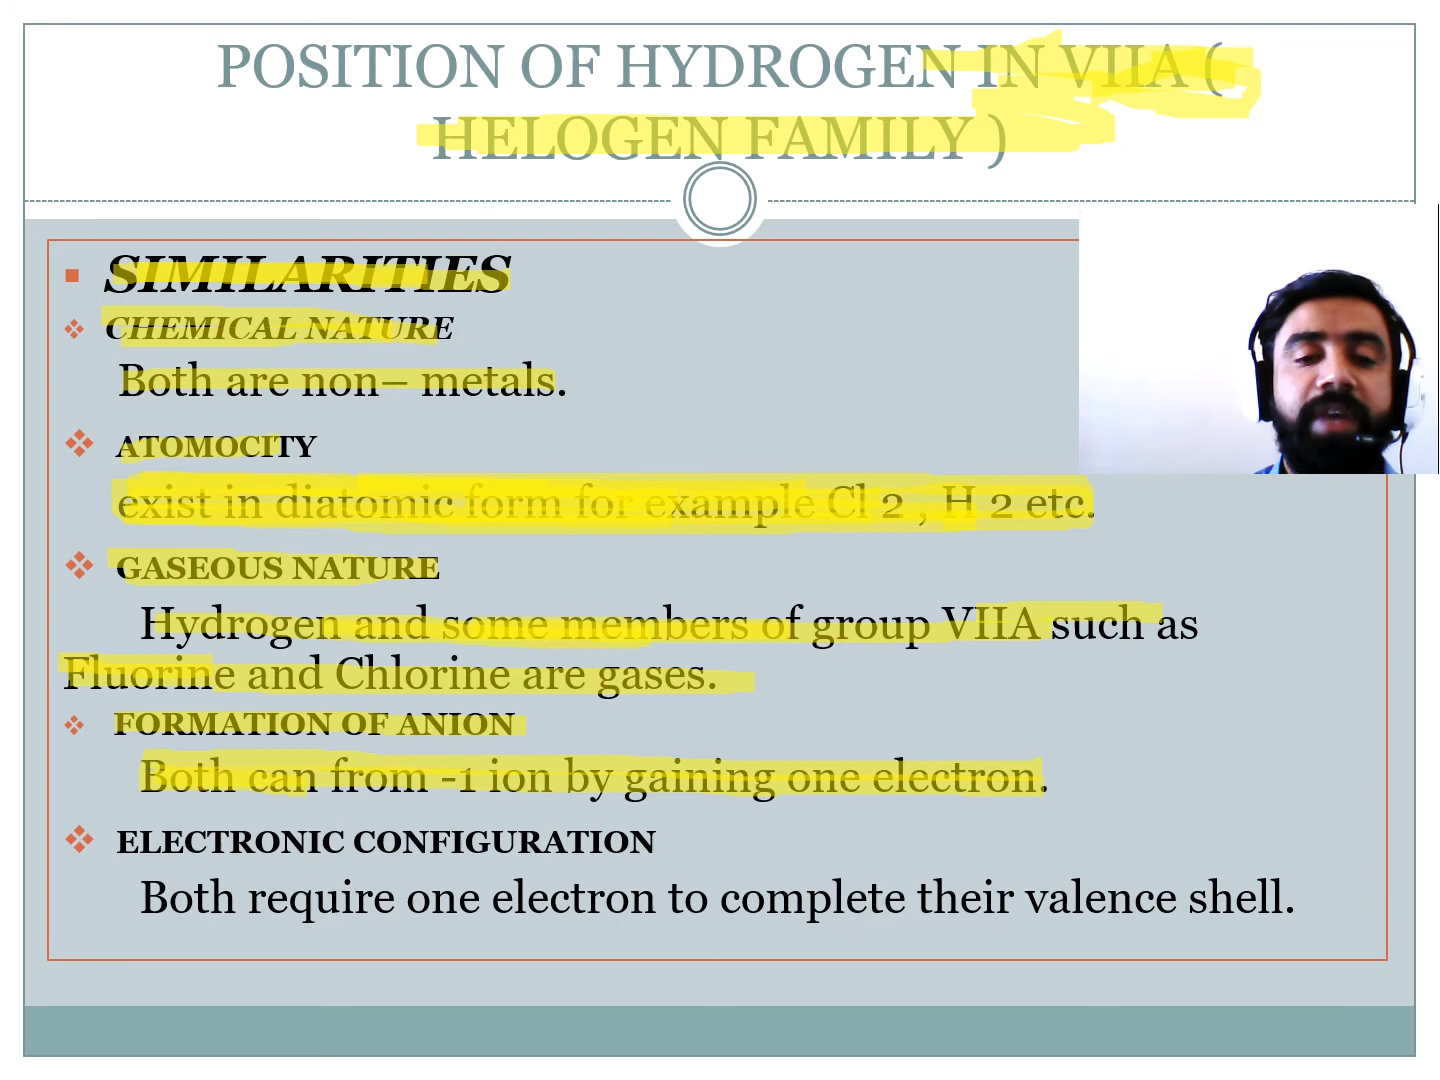 POSITION OF HYDROGEN IN VIIA (
HELOGEN FAMILY )
SIMILARITIES
CHEMICAL NATURE
Both are non– metals.
ATOMOCITY
exist in diatomic form for example Cl 2 , H 2 etc.
GASEOUS NATURE
Hydrogen and some members of group VIIA such as
Fluorine and Chlorine are gases.
FORMATION OF ANION
Both can from -1 ion by gaining one electron.
ELECTRONIC CONFIGURATION
Both require one electron to complete their valence shell.